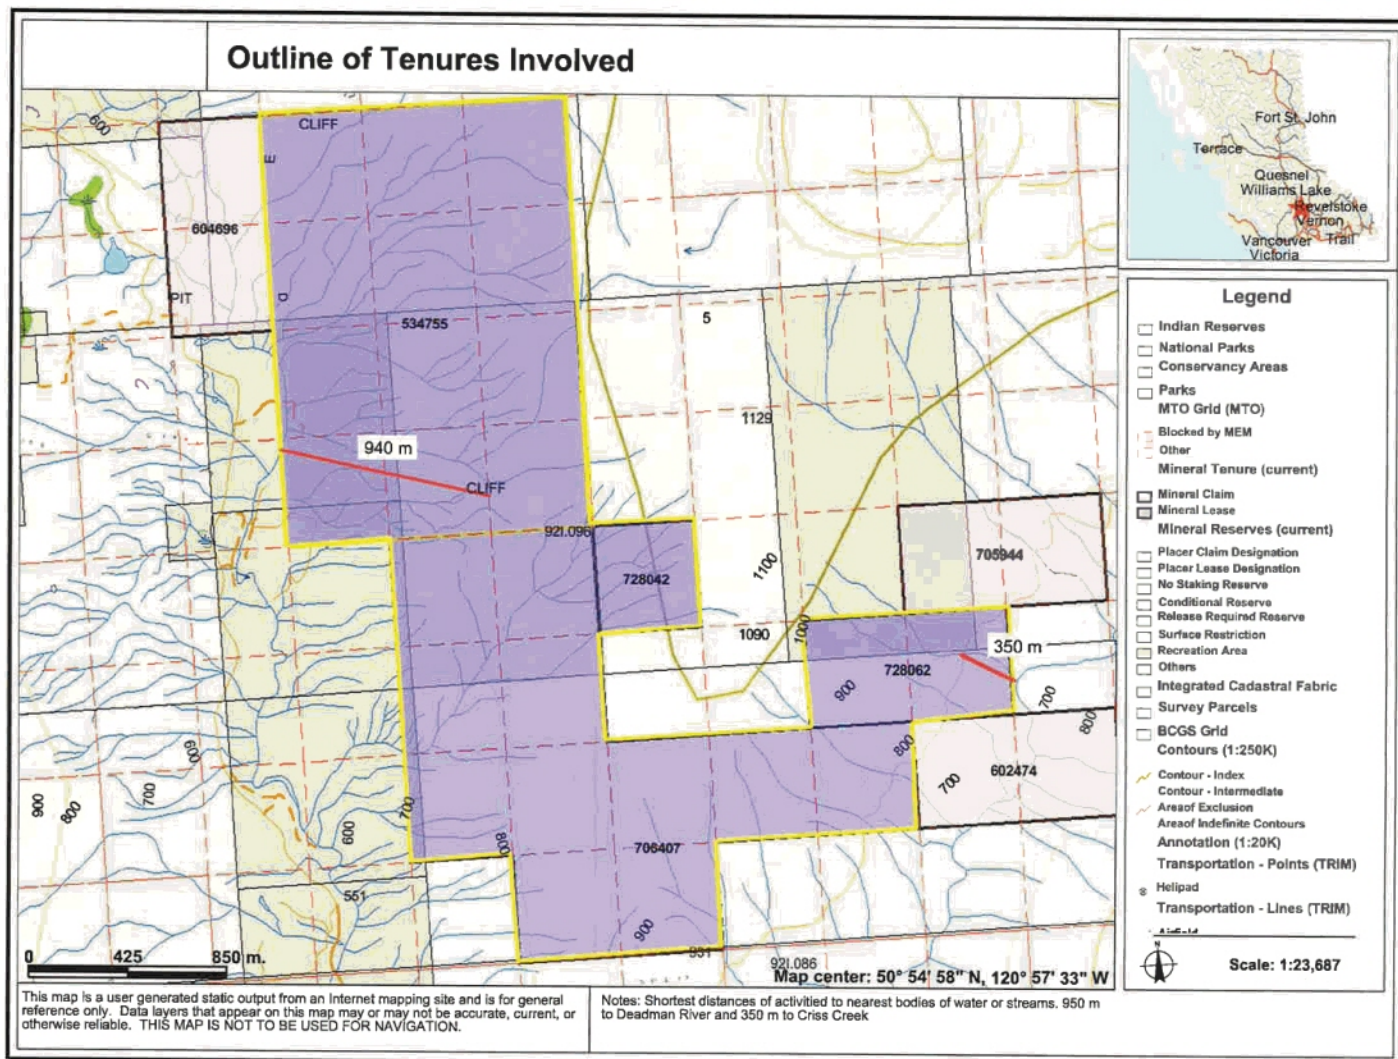 Outline of Tenures Involved
600
CLIFF
E
604696
PIT
D
534755
5
940 m
CLIFF
1129
92I.096
728042
1100
705944
1090
1000
350 m
728062
900
700
800
800
602474
700
600
900
800
700
600
700
800
706407
551
900
931
92I.086
0 425 850 m.
Map center: 50° 54' 58" N, 120° 57' 33" W
Fort St. John
Terrace
Quesnel
Williams Lake
Revelstoke
Vernon
Vancouver
Trail
Victoria
Legend
Indian Reserves
National Parks
Conservancy Areas
Parks
MTO Grid (MTO)
Blocked by MEM
Other
Mineral Tenure (current)
Mineral Claim
Mineral Lease
Mineral Reserves (current)
Placer Claim Designation
Placer Lease Designation
No Staking Reserve
Conditional Reserve
Release Required Reserve
Surface Restriction
Recreation Area
Others
Integrated Cadastral Fabric
Survey Parcels
BCGS Grid
Contours (1:250K)
Contour - Index
Contour - Intermediate
Areaof Exclusion
Areaof Indefinite Contours
Annotation (1:20K)
Transportation - Points (TRIM)
Helipad
Transportation - Lines (TRIM)
Airfield
N
Scale: 1:23,687
This map is a user generated static output from an Internet mapping site and is for general
reference only. Data layers that appear on this map may or may not be accurate, current, or
otherwise reliable. THIS MAP IS NOT TO BE USED FOR NAVIGATION.
Notes: Shortest distances of activitied to nearest bodies of water or streams. 950 m
to Deadman River and 350 m to Criss Creek